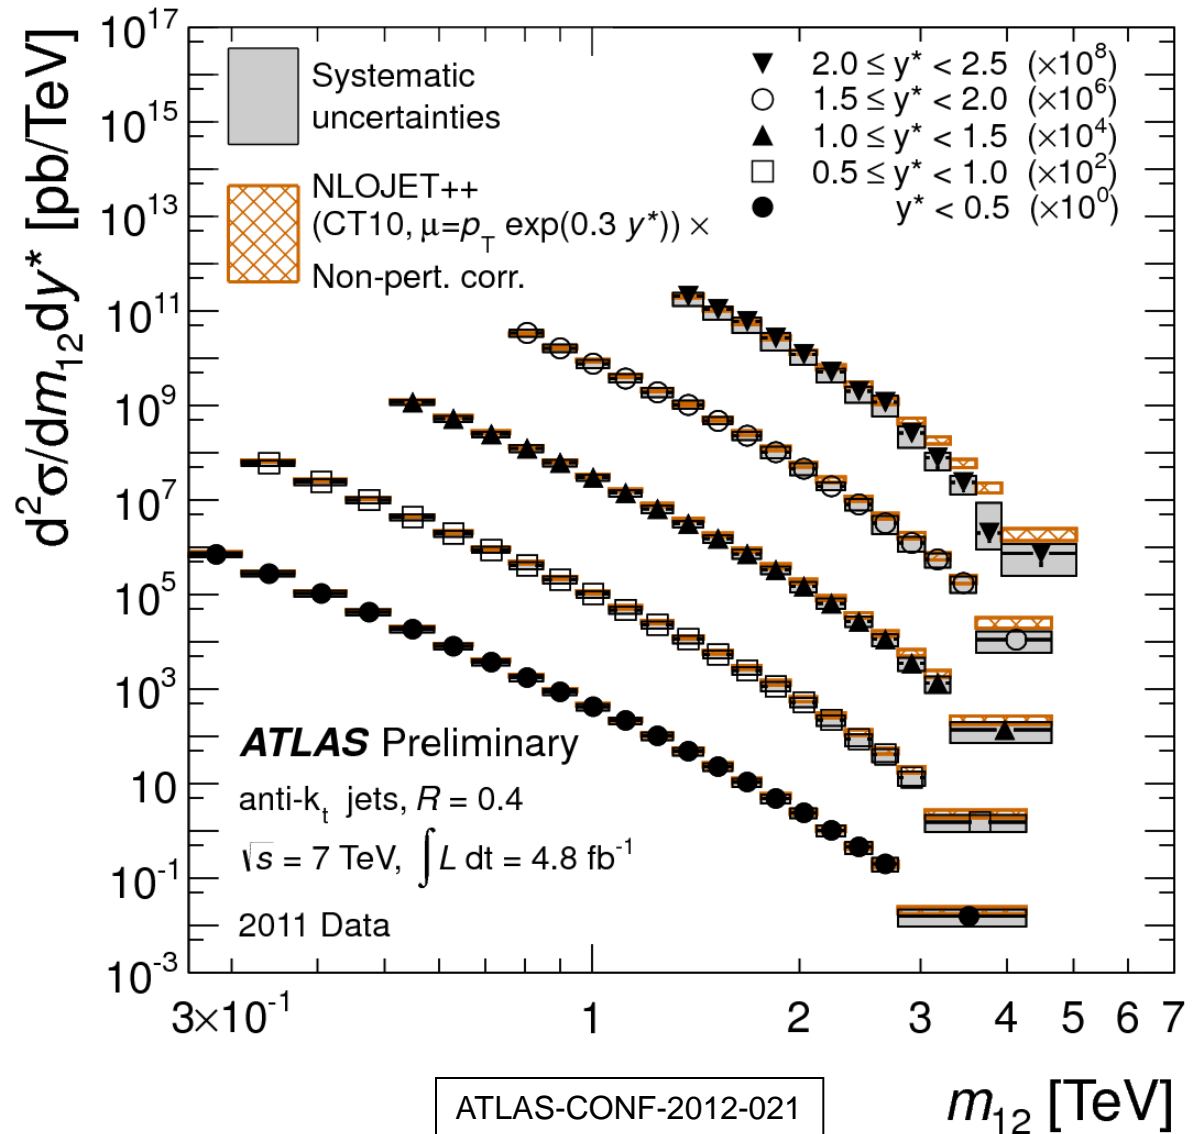 d²σ/dm₁₂dy* [pb/TeV]
10¹⁷
10¹⁵
10¹³
10¹¹
10⁹
10⁷
10⁵
10³
10
10⁻¹
10⁻³
Systematic
uncertainties
NLOJET++
(CT10, μ=p_T exp(0.3 y*)) ×
Non-pert. corr.
2.0 ≤ y* < 2.5 (×10⁸)
1.5 ≤ y* < 2.0 (×10⁶)
1.0 ≤ y* < 1.5 (×10⁴)
0.5 ≤ y* < 1.0 (×10²)
y* < 0.5 (×10⁰)
ATLAS Preliminary
anti-k_t jets, R = 0.4
√s = 7 TeV, ∫L dt = 4.8 fb⁻¹
2011 Data
3×10⁻¹ 1 2 3 4 5 6 7
m₁₂ [TeV]
ATLAS-CONF-2012-021